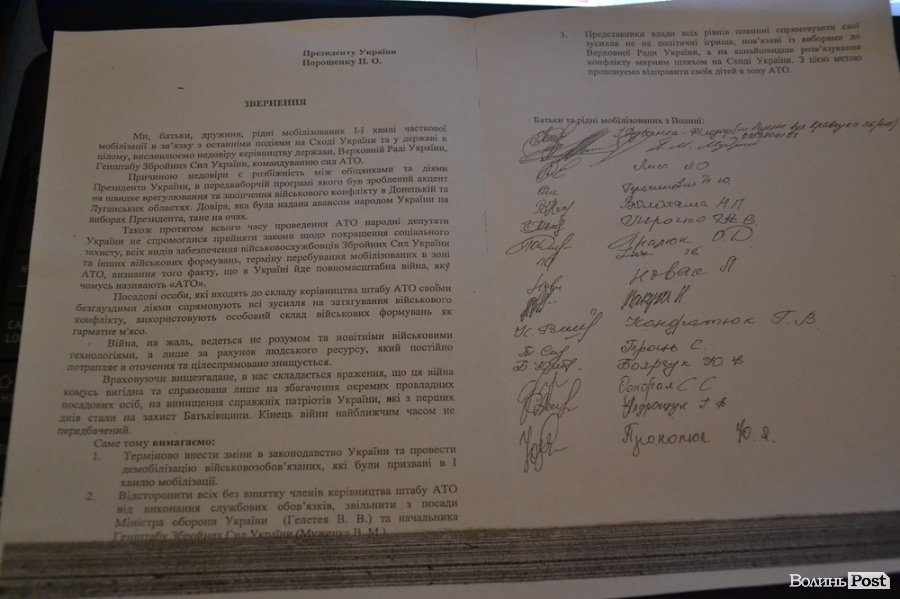 Президенту України
Порошенку П. О.
ЗВЕРНЕННЯ
Ми, батьки, дружини, рідні мобілізованих І-ї хвилі часткової
мобілізації в зв'язку з останніми подіями на Сході України та у державі в
цілому, висловлюємо недовіру керівництву держави, Верховній Раді України,
Генштабу Збройних Сил України, командуванню сил АТО.
Причиною недовіри є розбіжність між обіцянками та діями
Президента України, в передвиборчій програмі якого був зроблений акцент
на швидке врегулювання та закінчення військового конфлікту в Донецькій та
Луганських областях. Довіра, яка була надана авансом народом України на
виборах Президента, тане на очах.
Також протягом всього часу проведення АТО народні депутати
України не спромоглися прийняти закони щодо покращення соціального
захисту, всіх видів забезпечення військовослужбовців Збройних Сил України
та інших військових формувань, терміну перебування мобілізованих в зоні
АТО, визнання того факту, що в Україні йде повномасштабна війна, яку
чомусь називають «АТО».
Посадові особи, які входять до складу керівництва штабу АТО своїми
безглуздими діями спрямовують всі зусилля на затягування військового
конфлікту, використовують особовий склад військових формувань як
гарматне м'ясо.
Війна, на жаль, ведеться не розумом та новітніми військовими
технологіями, а лише за рахунок людського ресурсу, який постійно
потрапляє в оточення та цілеспрямовано знищується.
Враховуючи вищезгадане, в нас складається враження, що ця війна
комусь вигідна та спрямована лише на збагачення окремих провладних
посадових осіб, на винищення справжніх патріотів України, які з перших
днів стали на захист Батьківщини. Кінець війни найближчим часом не
передбачений.
Саме тому вимагаємо:
1. Терміново внести зміни в законодавство України та провести
демобілізацію військовозобов'язаних, які були призвані в І
хвилю мобілізації.
2. Відсторонити всіх без винятку членів керівництва штабу АТО
від виконання службових обов'язків, звільнити з посади
Міністра оборони України (Гелетея В. В.) та начальника
Генштабу Збройних Сил України (Муженка В. М.).
3. Представники влади всіх рівнів повинні спрямовувати свої
зусилля не на політичні ігрища, пов'язані із виборами до
Верховної Ради України, а на якнайшвидше розв'язування
конфлікту мирним шляхом на Сході України. З цією метою
пропонуємо відправити своїх дітей в зону АТО.
Батьки та рідні мобілізованих з Волині:
Новак Л
Кондратюк Г. В
Троць С.
Боярчук Ю
Прокопюк Ю. Я.
ВолиньPost